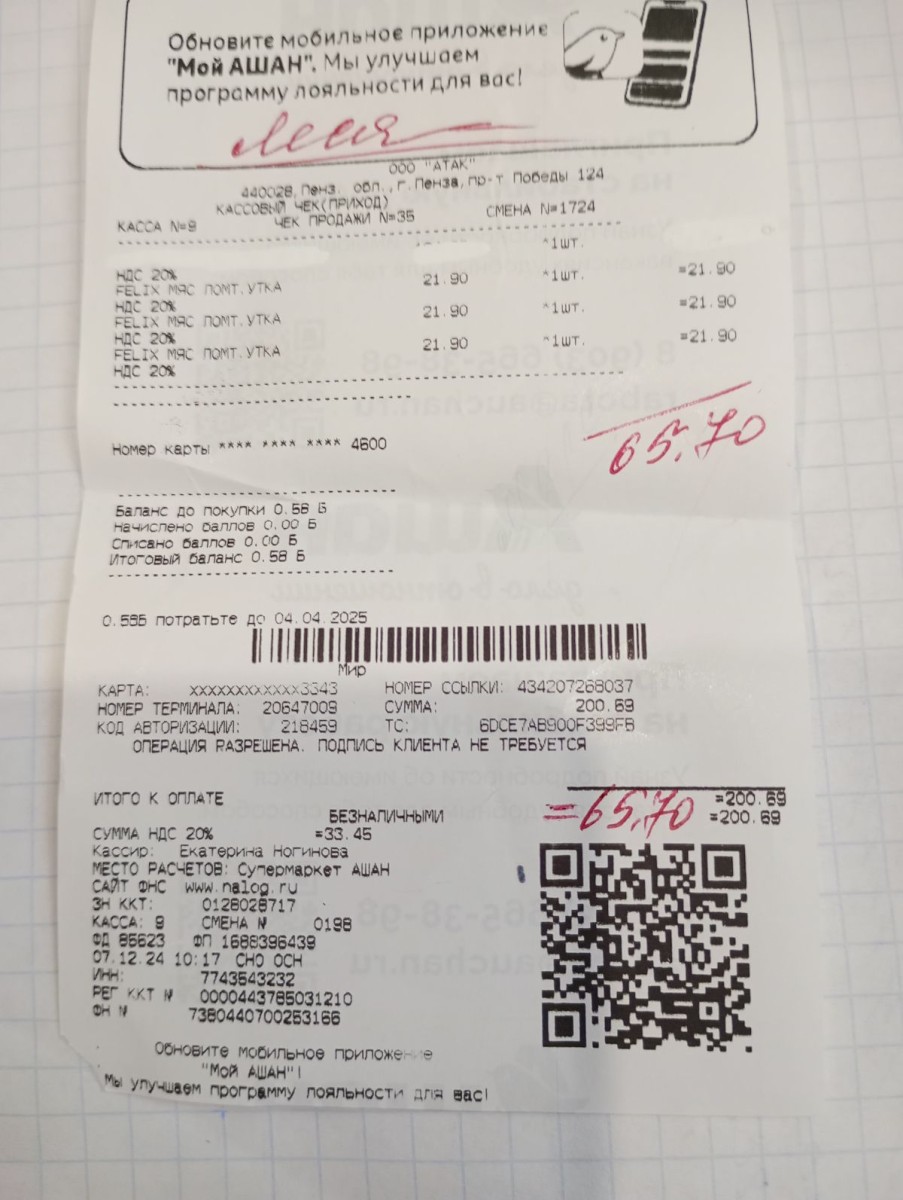 Обновите мобильное приложение
"Мой АШАН". Мы улучшаем
программу лояльности для вас!
ООО "АТАК"
440028, Пенз. обл., г. Пенза, пр-т. Победы 124
КАССОВЫЙ ЧЕК(ПРИХОД)
КАССА N=9 ЧЕК ПРОДАЖИ N=35 СМЕНА N=1724
*1шт.
НДС 20% 21.90 *1шт. =21.90
FELIX МЯС ЛОМТ.УТКА
НДС 20% 21.90 *1шт. =21.90
FELIX МЯС ЛОМТ.УТКА
НДС 20% 21.90 *1шт. =21.90
FELIX МЯС ЛОМТ.УТКА
НДС 20%
65,70
Номер карты **** **** **** 4600
Баланс до покупки 0.58 Б
Начислено баллов 0.00 Б
Списано баллов 0.00 Б
Итоговый баланс 0.58 Б
0.58Б потратьте до 04.04.2025
Мир
КАРТА: XXXXXXXXXXXX3343 НОМЕР ССЫЛКИ: 434207268037
НОМЕР ТЕРМИНАЛА: 20647009 СУММА: 200.69
КОД АВТОРИЗАЦИИ: 218459 ТС: 6DCE7AB900F399FB
ОПЕРАЦИЯ РАЗРЕШЕНА. ПОДПИСЬ КЛИЕНТА НЕ ТРЕБУЕТСЯ
ИТОГО К ОПЛАТЕ =65,70 =200.69
БЕЗНАЛИЧНЫМИ =200.69
СУММА НДС 20% =33.45
Кассир: Екатерина Ногинова
МЕСТО РАСЧЕТОВ: Супермаркет АШАН
САЙТ ФНС www.nalog.ru
ЗН ККТ: 0128028717
КАССА: 9 СМЕНА N 0198
ФД 85623 ФП 1688396439
07.12.24 10:17 СНО ОСН
ИНН: 7743543232
РЕГ ККТ N 0000443785031210
ФН N 7380440700253166
Обновите мобильное приложение
"Мой АШАН"!
Мы улучшаем программу лояльности для вас!